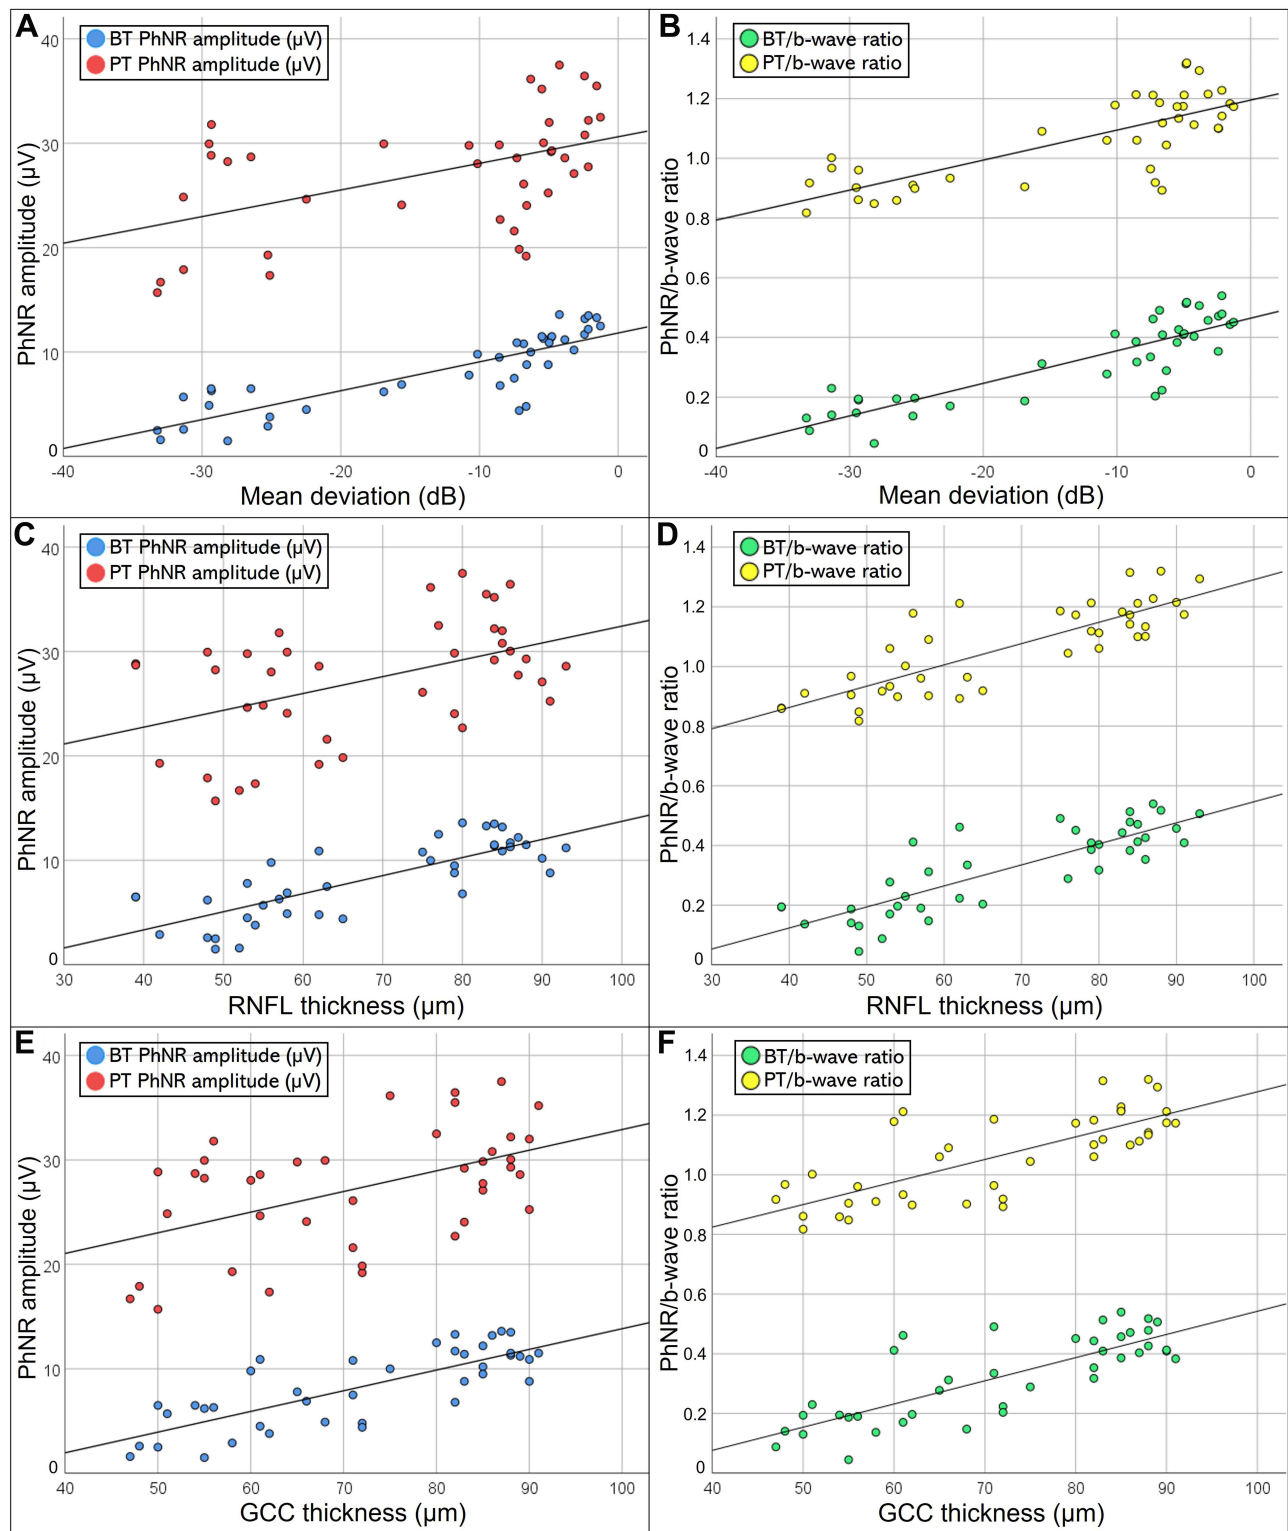 A
BT PhNR amplitude (µV)
PT PhNR amplitude (µV)
40
30
20
10
0
PhNR amplitude (µV)
-40 -30 -20 -10 0
Mean deviation (dB)
B
BT/b-wave ratio
PT/b-wave ratio
1.4
1.2
1.0
0.8
0.6
0.4
0.2
0
PhNR/b-wave ratio
-40 -30 -20 -10 0
Mean deviation (dB)
C
BT PhNR amplitude (µV)
PT PhNR amplitude (µV)
40
30
20
10
0
PhNR amplitude (µV)
30 40 50 60 70 80 90 100
RNFL thickness (µm)
D
BT/b-wave ratio
PT/b-wave ratio
1.4
1.2
1.0
0.8
0.6
0.4
0.2
0
PhNR/b-wave ratio
30 40 50 60 70 80 90 100
RNFL thickness (µm)
E
BT PhNR amplitude (µV)
PT PhNR amplitude (µV)
40
30
20
10
0
PhNR amplitude (µV)
40 50 60 70 80 90 100
GCC thickness (µm)
F
BT/b-wave ratio
PT/b-wave ratio
1.4
1.2
1.0
0.8
0.6
0.4
0.2
0
PhNR/b-wave ratio
40 50 60 70 80 90 100
GCC thickness (µm)